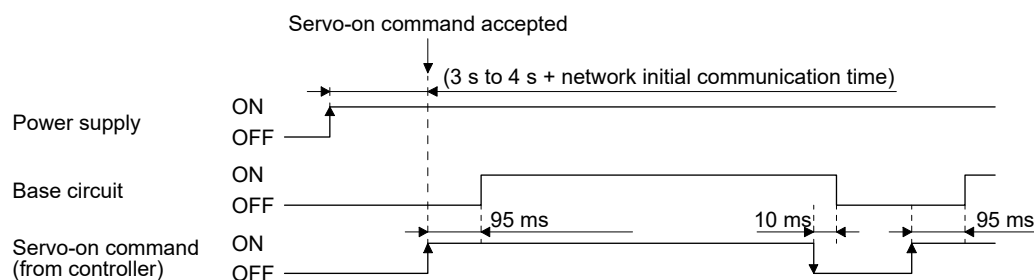 Servo-on command accepted
(3 s to 4 s + network initial communication time)
Power supply
ON
OFF
Base circuit
ON
OFF
95 ms
10 ms
95 ms
Servo-on command
(from controller)
ON
OFF